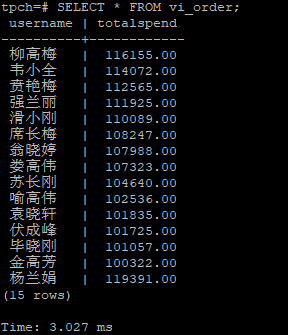 tpch=# SELECT * FROM vi_order;
 username | totalspend
----------+------------
 柳高梅   |  116155.00
 韦小全   |  114072.00
 贲艳梅   |  112565.00
 强兰丽   |  111925.00
 滑小刚   |  110089.00
 席长梅   |  108247.00
 翁晓婷   |  107988.00
 娄高伟   |  107323.00
 苏长刚   |  104640.00
 喻高伟   |  102536.00
 袁晓轩   |  101835.00
 伏成峰   |  101725.00
 毕晓刚   |  101057.00
 金高芳   |  100322.00
 杨兰娟   |  119391.00
(15 rows)
Time: 3.027 ms